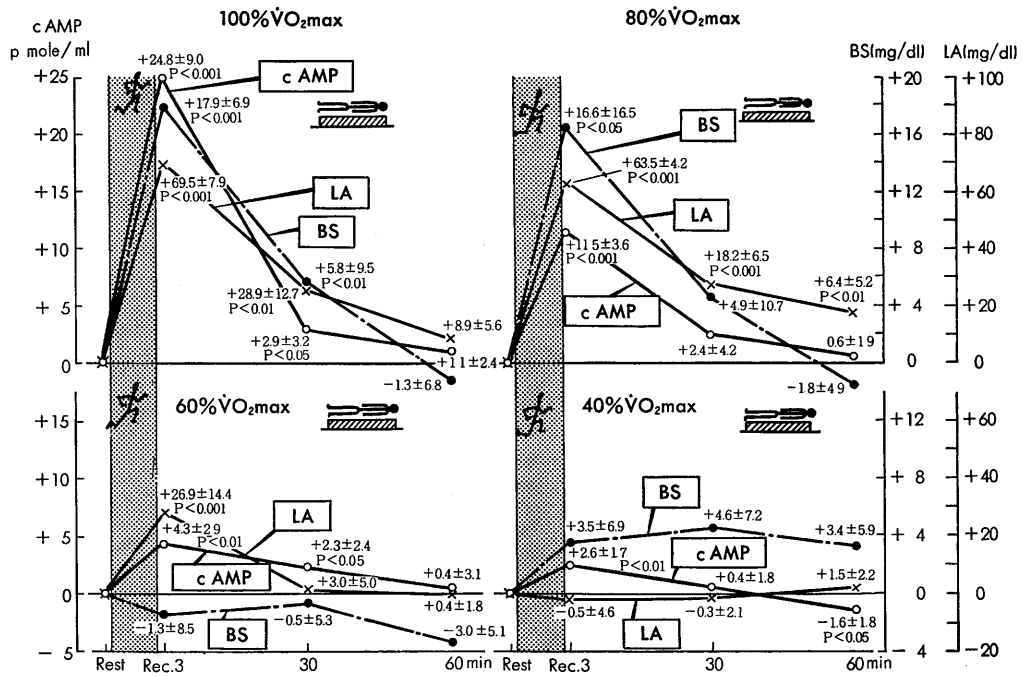 100%V̇O₂max
80%V̇O₂max
c AMP
p mole/ml
BS(mg/dl)
LA(mg/dl)
+25
+20
+15
+10
+ 5
0
+24.8±9.0
P<0.001
c AMP
+17.9±6.9
P<0.001
+69.5±7.9
P<0.001
LA
BS
+5.8±9.5
P<0.01
+28.9±12.7
P<0.01
+2.9±3.2
P<0.05
+8.9±5.6
+1.1±2.4
−1.3±6.8
+16.6±16.5
P<0.05
BS
+63.5±4.2
P<0.001
LA
+11.5±3.6
P<0.001
c AMP
+18.2±6.5
P<0.001
+4.9±10.7
+2.4±4.2
+6.4±5.2
P<0.01
0.6±1.9
−1.8±4.9
+20
+16
+12
+ 8
+ 4
0
+100
+80
+60
+40
+20
0
60%V̇O₂max
40%V̇O₂max
+15
+10
+ 5
0
− 5
+26.9±14.4
P<0.001
+4.3±2.9
P<0.01
LA
c AMP
+2.3±2.4
P<0.05
+3.0±5.0
+0.4±3.1
+0.4±1.8
−1.3±8.5
BS
−0.5±5.3
−3.0±5.1
BS
+3.5±6.9
+4.6±7.2
+3.4±5.9
+2.6±1.7
P<0.01
c AMP
+0.4±1.8
+1.5±2.2
−0.5±4.6
LA
−0.3±2.1
−1.6±1.8
P<0.05
+12
+ 8
+ 4
0
− 4
+60
+40
+20
0
−20
Rest
Rec.3
30
60min
Rest
Rec.3
30
60min